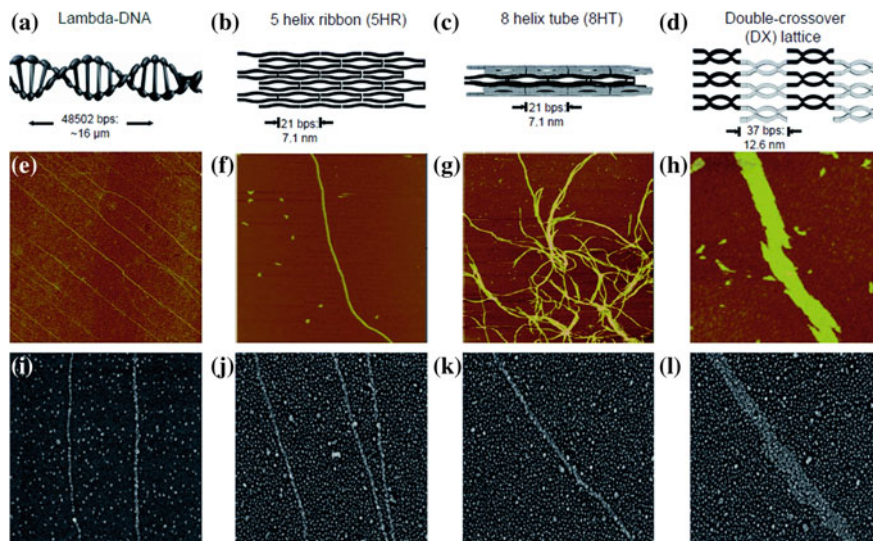 Lambda-DNA
5 helix ribbon (5HR)
8 helix tube (8HT)
Double-crossover
(DX) lattice
(a)
(b)
(c)
(d)
48502 bps:
~16 μm
21 bps:
7.1 nm
21 bps:
7.1 nm
37 bps:
12.6 nm
(e)
(f)
(g)
(h)
(i)
(j)
(k)
(l)